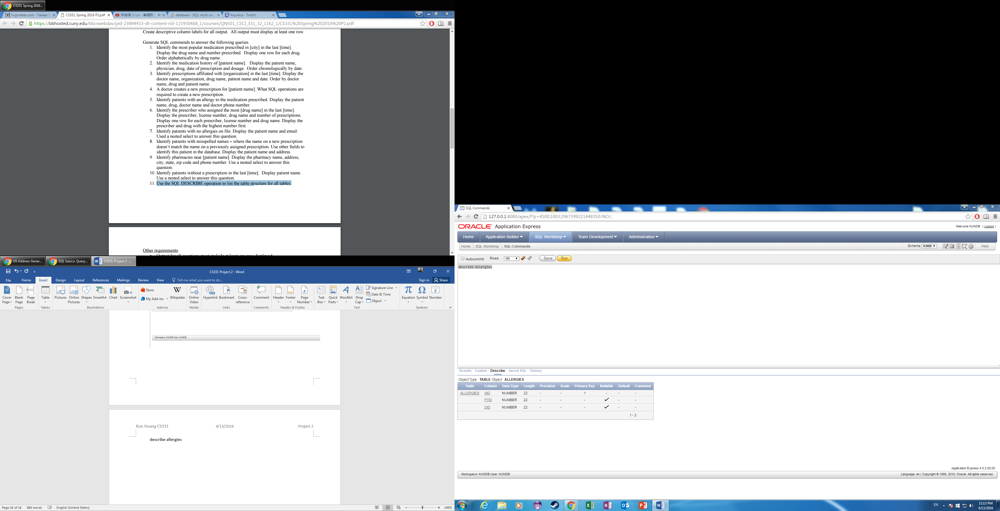 CS331 Spring 2016...
Sugoideas.com - Taiwan
CS331 Spring 2016 P2.pdf
林俊傑 JJ Lin - 黑暗騎
database - SQL: multi val
Kayotica - Twitch
https://bbhosted.cuny.edu/bbcswebdav/pid-23894453-dt-content-rid-115930468_1/courses/QNS01_CSCI_331_32_1162_1/CS331%20Spring%202016%20P2.pdf
Create descriptive column labels for all output. All output must display at least one row.
Generate SQL commends to answer the following queries.
1. Identify the most popular medication prescribed in [city] in the last [time].
Display the drug name and number prescribed. Display one row for each drug.
Order alphabetically by drug name.
2. Identify the medication history of [patient name]. Display the patient name,
physician, drug, date of prescription and dosage. Order chronologically by date.
3. Identify prescriptions affiliated with [organization] in the last [time]. Display the
doctor name, organization, drug name, patient name and date. Order by doctor
name, drug and patient name.
4. A doctor creates a new prescription for [patient name]. What SQL operations are
required to create a new prescription.
5. Identify patients with an allergy to the medication prescribed. Display the patient
name, drug, doctor name and doctor phone number.
6. Identify the prescriber who assigned the most [drug name] in the last [time].
Display the prescriber, license number, drug name and number of prescriptions.
Display one row for each prescriber, license number and drug name. Display the
prescriber and drug with the highest number first.
7. Identify patients with no allergies on file. Display the patient name and email.
Used a nested select to answer this question.
8. Identify patients with misspelled names – where the name on a new prescription
doesn't match the name on a previously assigned prescription. Use other fields to
identify this patient in the database. Display the patient name and address.
9. Identify pharmacies near [patient name]. Display the pharmacy name, address,
city, state, zip code and phone number. Use a nested select to answer this
question.
10. Identify patients without a prescription in the last [time]. Display patient name.
Use a nested select to answer this question.
11. Use the SQL DESCRIBE operation to list the table structure for all tables.
Other requirements
Output for all questions must include at least one row displayed
US Address Gener...
SQL basics: Query...
CS331 Project 2 -...
CS331 Project 2 - Word
File Home Insert Design Layout References Mailings Review View Tell me what you want to do... Sign in Share
Cover Page
Blank Page
Page Break
Table
Pictures
Online Pictures
Shapes
SmartArt
Chart
Screenshot
Store
My Add-ins
Wikipedia
Online Video
Hyperlink
Bookmark
Cross-reference
Comment
Header
Footer
Page Number
Text Box
Quick Parts
WordArt
Drop Cap
Signature Line
Date & Time
Object
Equation
Symbol
Number
Pages Tables Illustrations Add-ins Media Links Comments Header & Footer Text Symbols
Workspace: KUNDB User: KUNDB
Kun Huang CS331 4/13/2016 Project 2
describe allergies
Page 16 of 16 860 words English (United States) 100%
SQL Commands
127.0.0.1:8080/apex/f?p=4500:1003:2967399221448350::NO:::
ORACLE Application Express
Welcome KUNDB ( Logout )
Home Application Builder SQL Workshop Team Development Administration
Home SQL Workshop SQL Commands
Schema KUNDB Help
Autocommit Rows 100 Save Run
describe allergies
Results Explain Describe Saved SQL History
Object Type TABLE Object ALLERGIES
Table Column Data Type Length Precision Scale Primary Key Nullable Default Comment
ALLERGIES AID NUMBER 22 - - 1 - - -
PTID NUMBER 22 - - - - -
DID NUMBER 22 - - - - -
1 - 3
Application Express 4.0.2.00.09
Workspace: KUNDB User: KUNDB
Language: en | Copyright © 1999, 2010, Oracle. All rights reserved.
EN
11:13 PM
4/13/2016